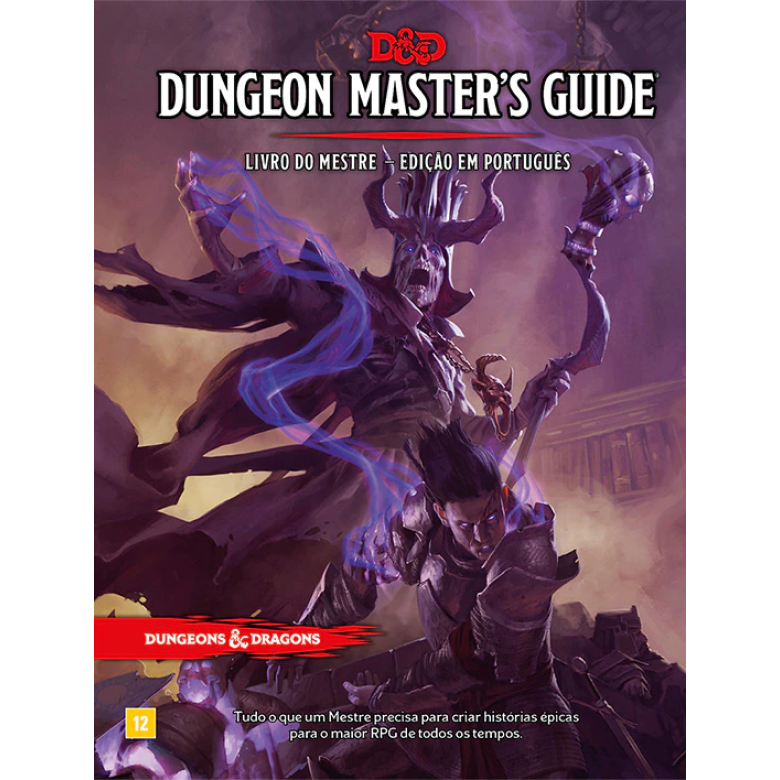 D&D
DUNGEON MASTER'S GUIDE®
LIVRO DO MESTRE – EDIÇÃO EM PORTUGUÊS
DUNGEONS & DRAGONS
12
Tudo o que um Mestre precisa para criar histórias épicas
para o maior RPG de todos os tempos.